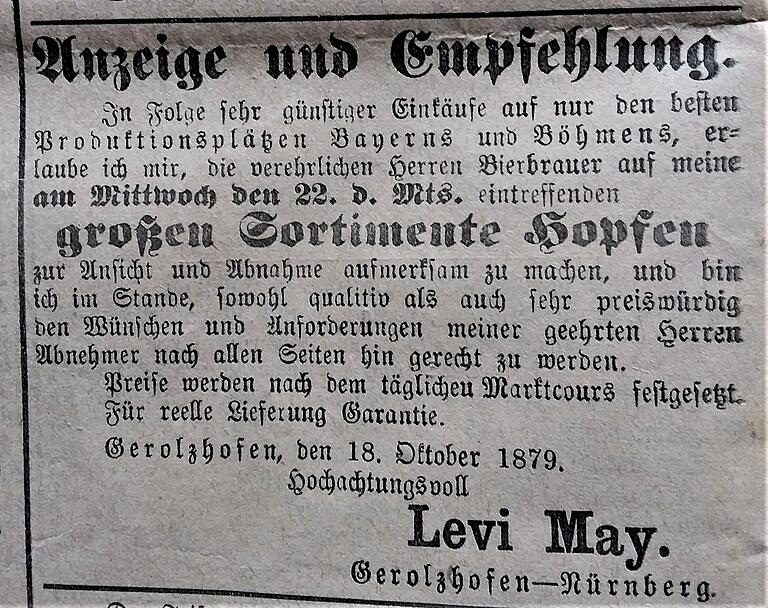 Anzeige und Empfehlung.
In Folge sehr günstiger Einkäufe auf nur den besten
Produktionsplätzen Bayerns und Böhmens, er=
laube ich mir, die verehrlichen Herren Bierbrauer auf meine
am Mittwoch den 22. d. Mts. eintreffenden
großen Sortimente Hopfen
zur Ansicht und Abnahme aufmerksam zu machen, und bin
ich im Stande, sowohl qualitiv als auch sehr preiswürdig
den Wünschen und Anforderungen meiner geehrten Herren
Abnehmer nach allen Seiten hin gerecht zu werden.
Preise werden nach dem täglichen Marktcours festgesetzt.
Für reelle Lieferung Garantie.
Gerolzhofen, den 18. Oktober 1879.
Hochachtungsvoll
Levi May.
Gerolzhofen—Nürnberg.